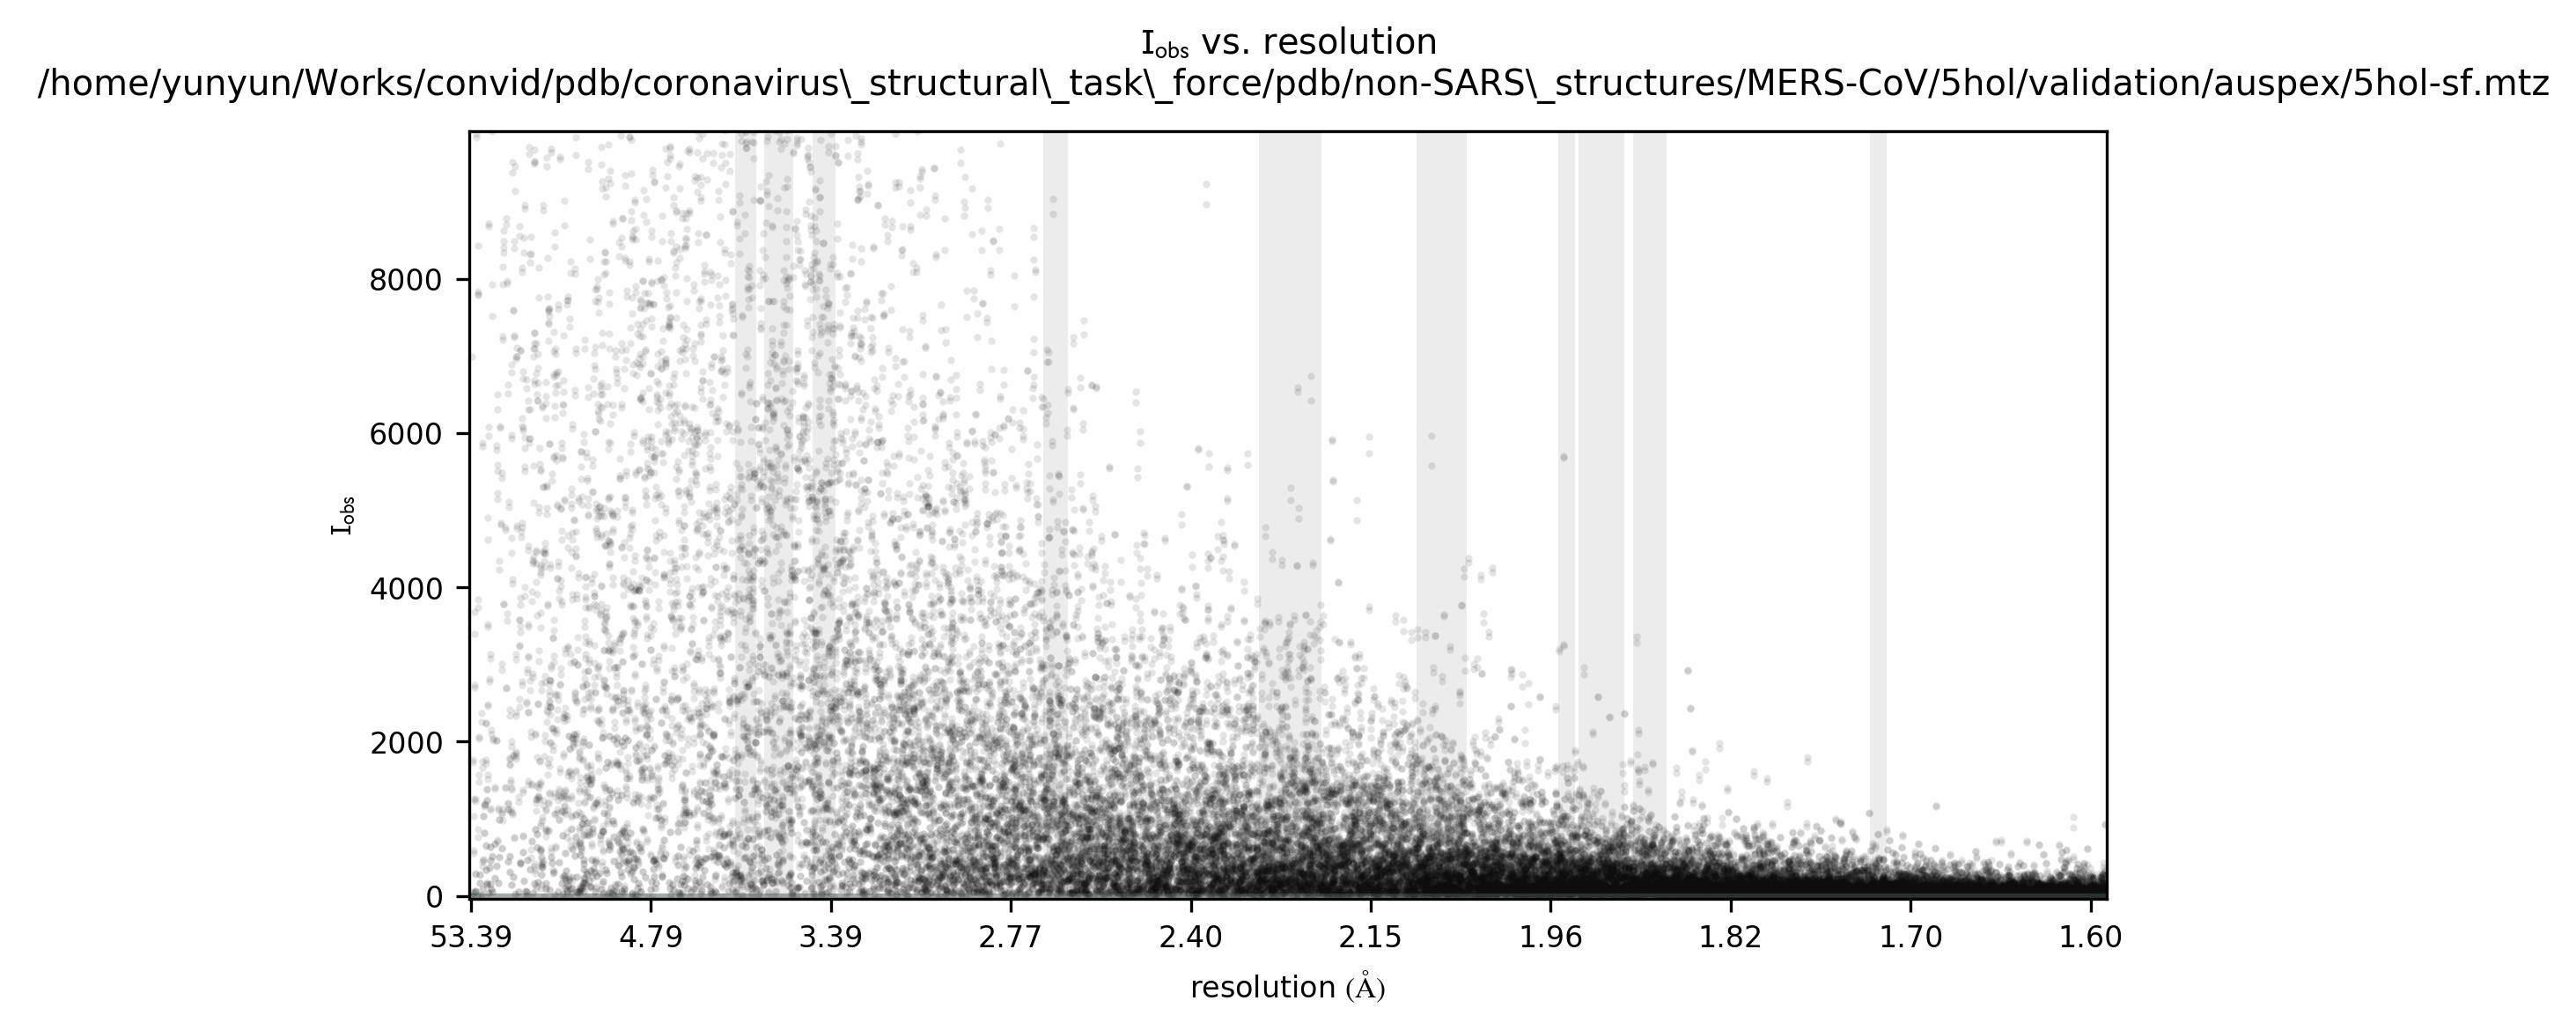 I_obs vs. resolution
/home/yunyun/Works/convid/pdb/coronavirus\_structural\_task\_force/pdb/non-SARS\_structures/MERS-CoV/5hol/validation/auspex/5hol-sf.mtz
8000
6000
4000
2000
0
I_obs
53.39 4.79 3.39 2.77 2.40 2.15 1.96 1.82 1.70 1.60
resolution (Å)